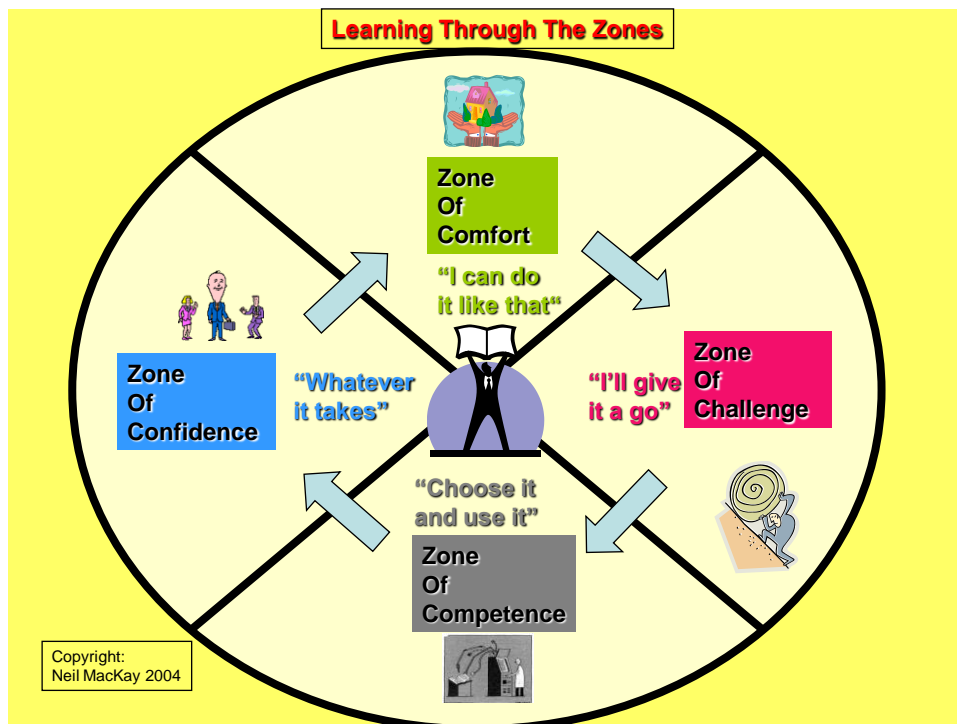 Learning Through The Zones
Zone
Of
Comfort
“I can do
it like that“
Zone
Of
Challenge
“I’ll give
it a go”
“Choose it
and use it”
Zone
Of
Competence
Zone
Of
Confidence
“Whatever
it takes”
Copyright:
Neil MacKay 2004